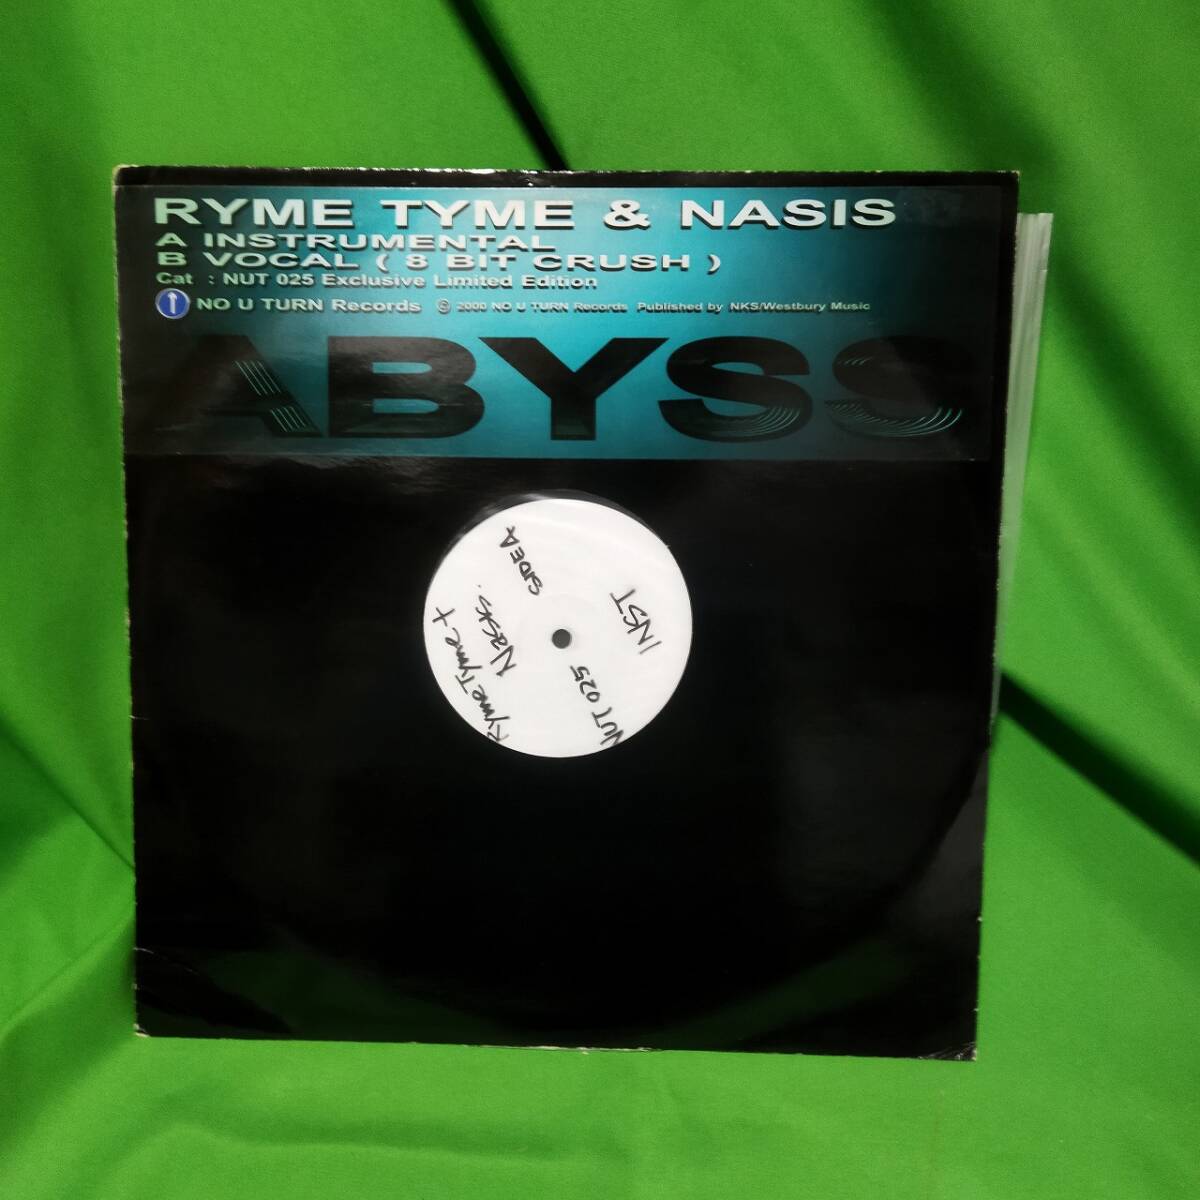 RYME TYME & NASIS
A INSTRUMENTAL
B VOCAL ( 8 BIT CRUSH )
Cat : NUT 025 Exclusive Limited Edition
NO U TURN Records © 2000 NO U TURN Records Published by NKS/Westbury Music
ABYSS
Ryme Tyme +
Nasis.
SIDE A
NUT 025
INST